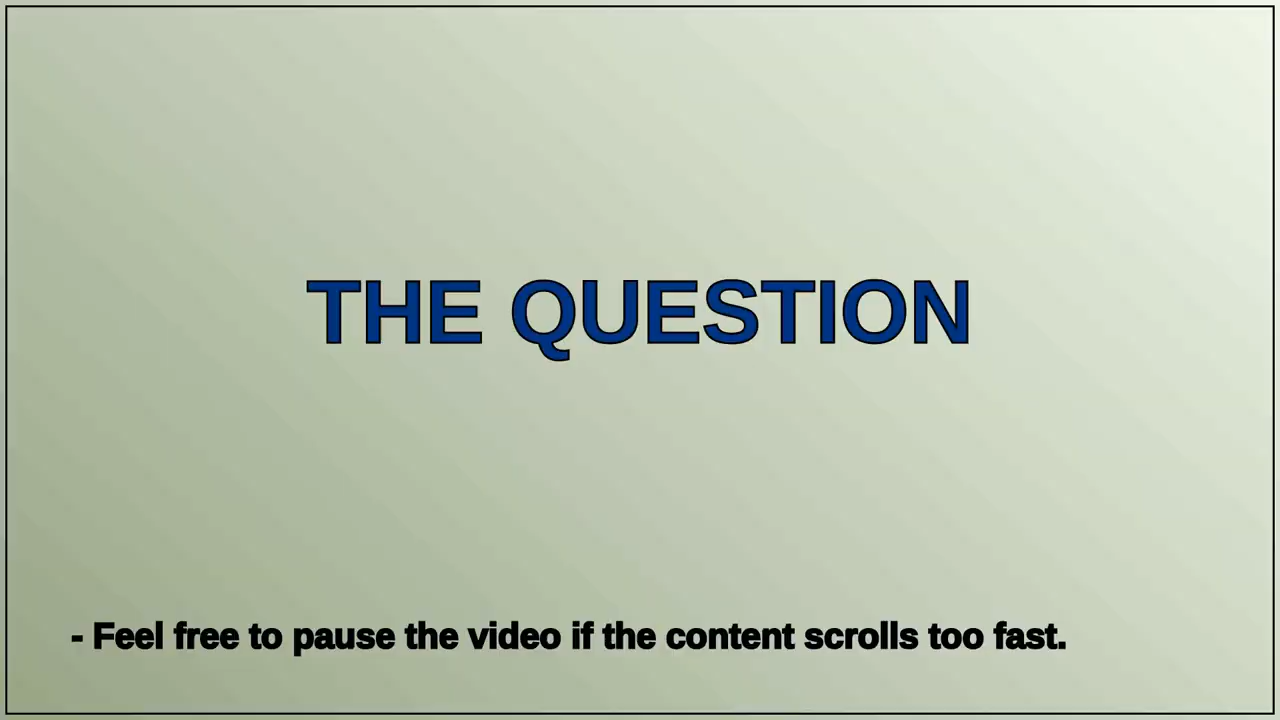 THE QUESTION
- Feel free to pause the video if the content scrolls too fast.